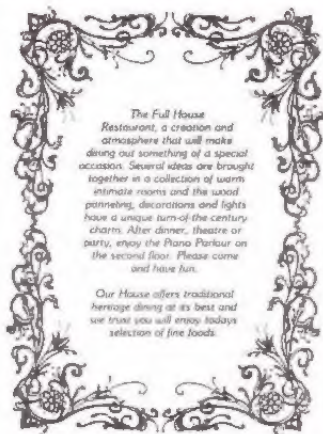 The Full House
Restaurant, a creation and
atmosphere that will make
dining out something of a special
occasion. Several ideas are brought
together in a collection of warm
intimate rooms and the wood
panneling, decorations and lights
have a unique turn-of-the century
charm. After dinner, theatre or
party, enjoy the Piano Parlour on
the second floor. Please come
and have fun.
Our House offers traditional
heritage dining at its best and
we trust you will enjoy todays
selection of fine foods.